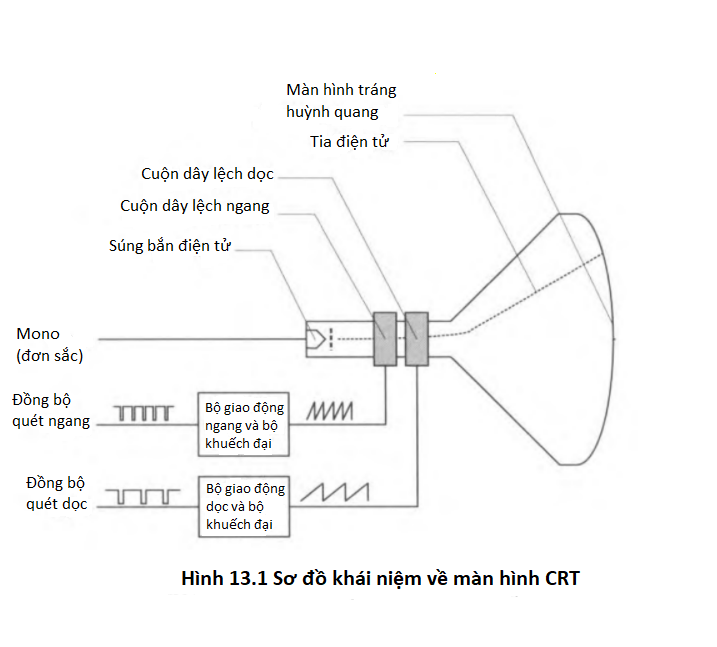 Màn hình tráng
huỳnh quang
Tia điện tử
Cuộn dây lệch dọc
Cuộn dây lệch ngang
Súng bắn điện tử
Mono
(đơn sắc)
Đồng bộ
quét ngang
Bộ giao động
ngang và bộ
khuếch đại
Đồng bộ
quét dọc
Bộ giao động
dọc và bộ
khuếch đại
Hình 13.1 Sơ đồ khái niệm về màn hình CRT